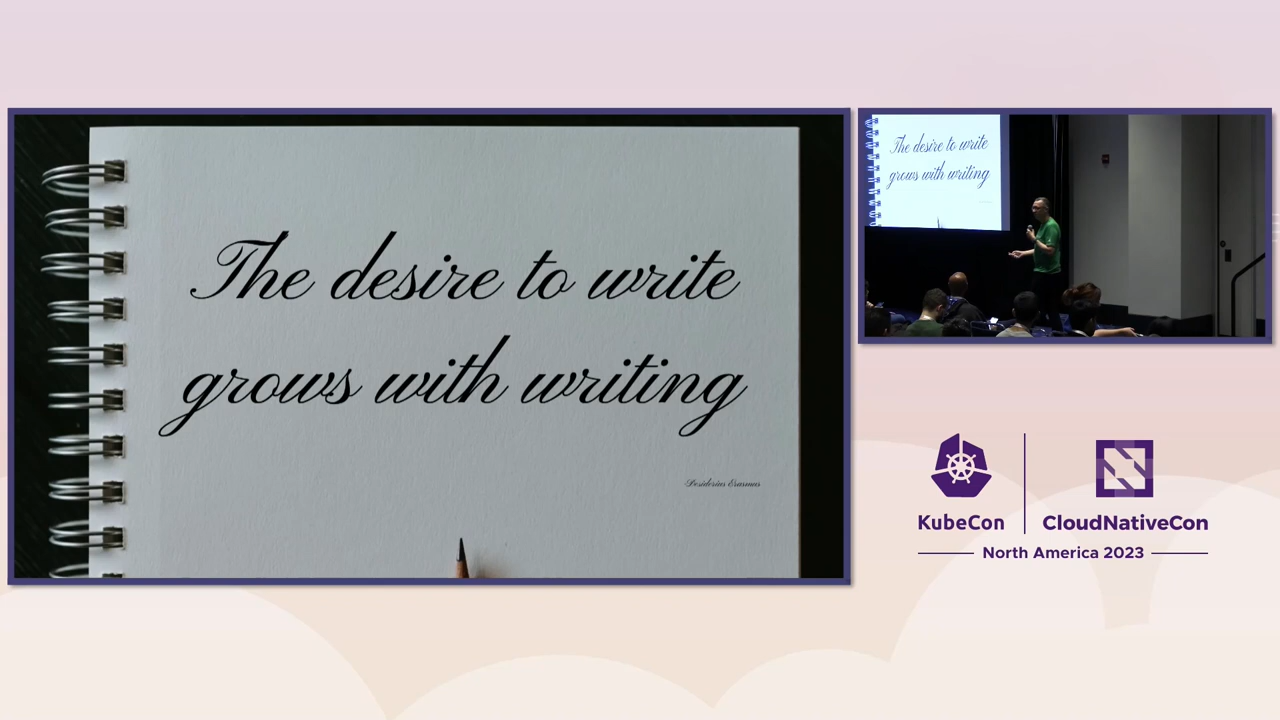 The desire to write
grows with writing
Desiderius Erasmus
The desire to write
grows with writing
KubeCon
CloudNativeCon
North America 2023